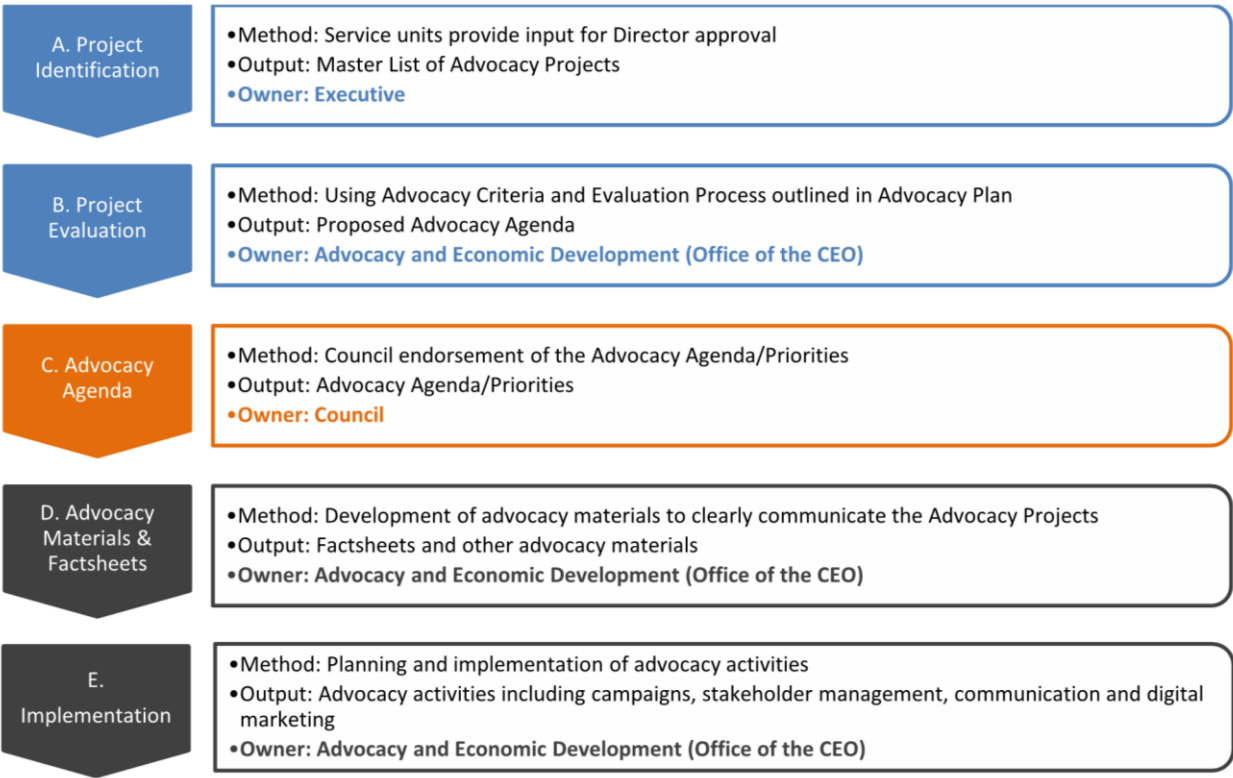 A. Project
Identification
•Method: Service units provide input for Director approval
•Output: Master List of Advocacy Projects
•Owner: Executive
B. Project
Evaluation
•Method: Using Advocacy Criteria and Evaluation Process outlined in Advocacy Plan
•Output: Proposed Advocacy Agenda
•Owner: Advocacy and Economic Development (Office of the CEO)
C. Advocacy
Agenda
•Method: Council endorsement of the Advocacy Agenda/Priorities
•Output: Advocacy Agenda/Priorities
•Owner: Council
D. Advocacy
Materials &
Factsheets
•Method: Development of advocacy materials to clearly communicate the Advocacy Projects
•Output: Factsheets and other advocacy materials
•Owner: Advocacy and Economic Development (Office of the CEO)
E.
Implementation
•Method: Planning and implementation of advocacy activities
•Output: Advocacy activities including campaigns, stakeholder management, communication and digital
marketing
•Owner: Advocacy and Economic Development (Office of the CEO)